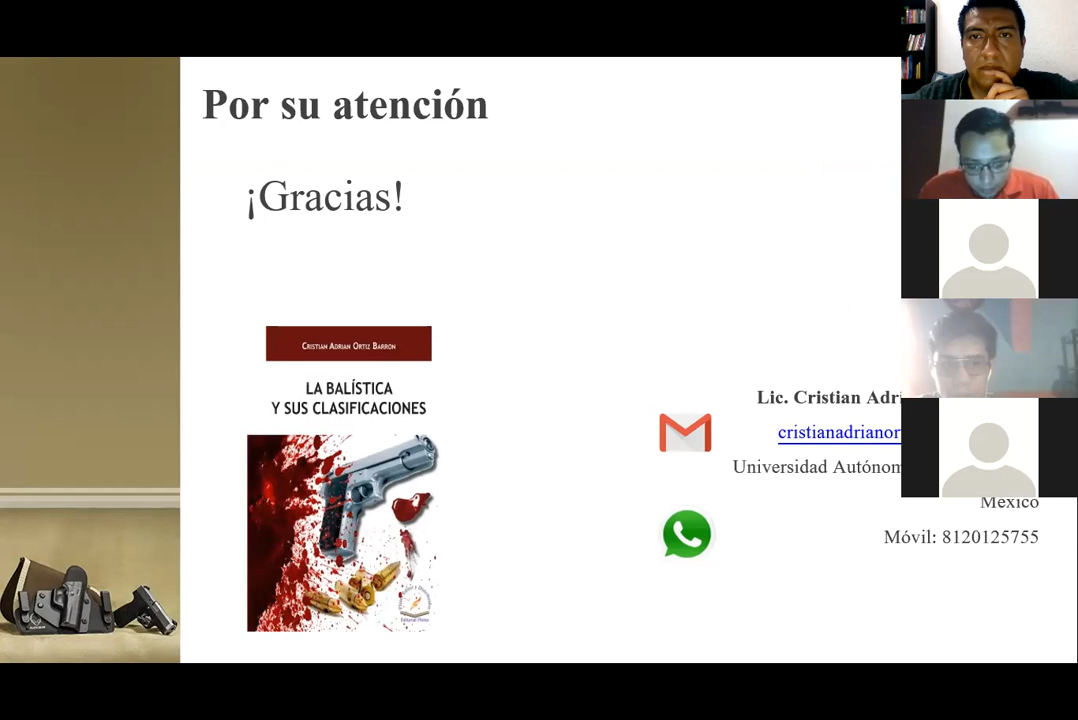 Por su atención
¡Gracias!
CRISTIAN ADRIAN ORTIZ BARRON
LA BALÍSTICA
Y SUS CLASIFICACIONES
Lic. Cristian Adri
cristianadrianor
Universidad Autónom
México
Móvil: 8120125755